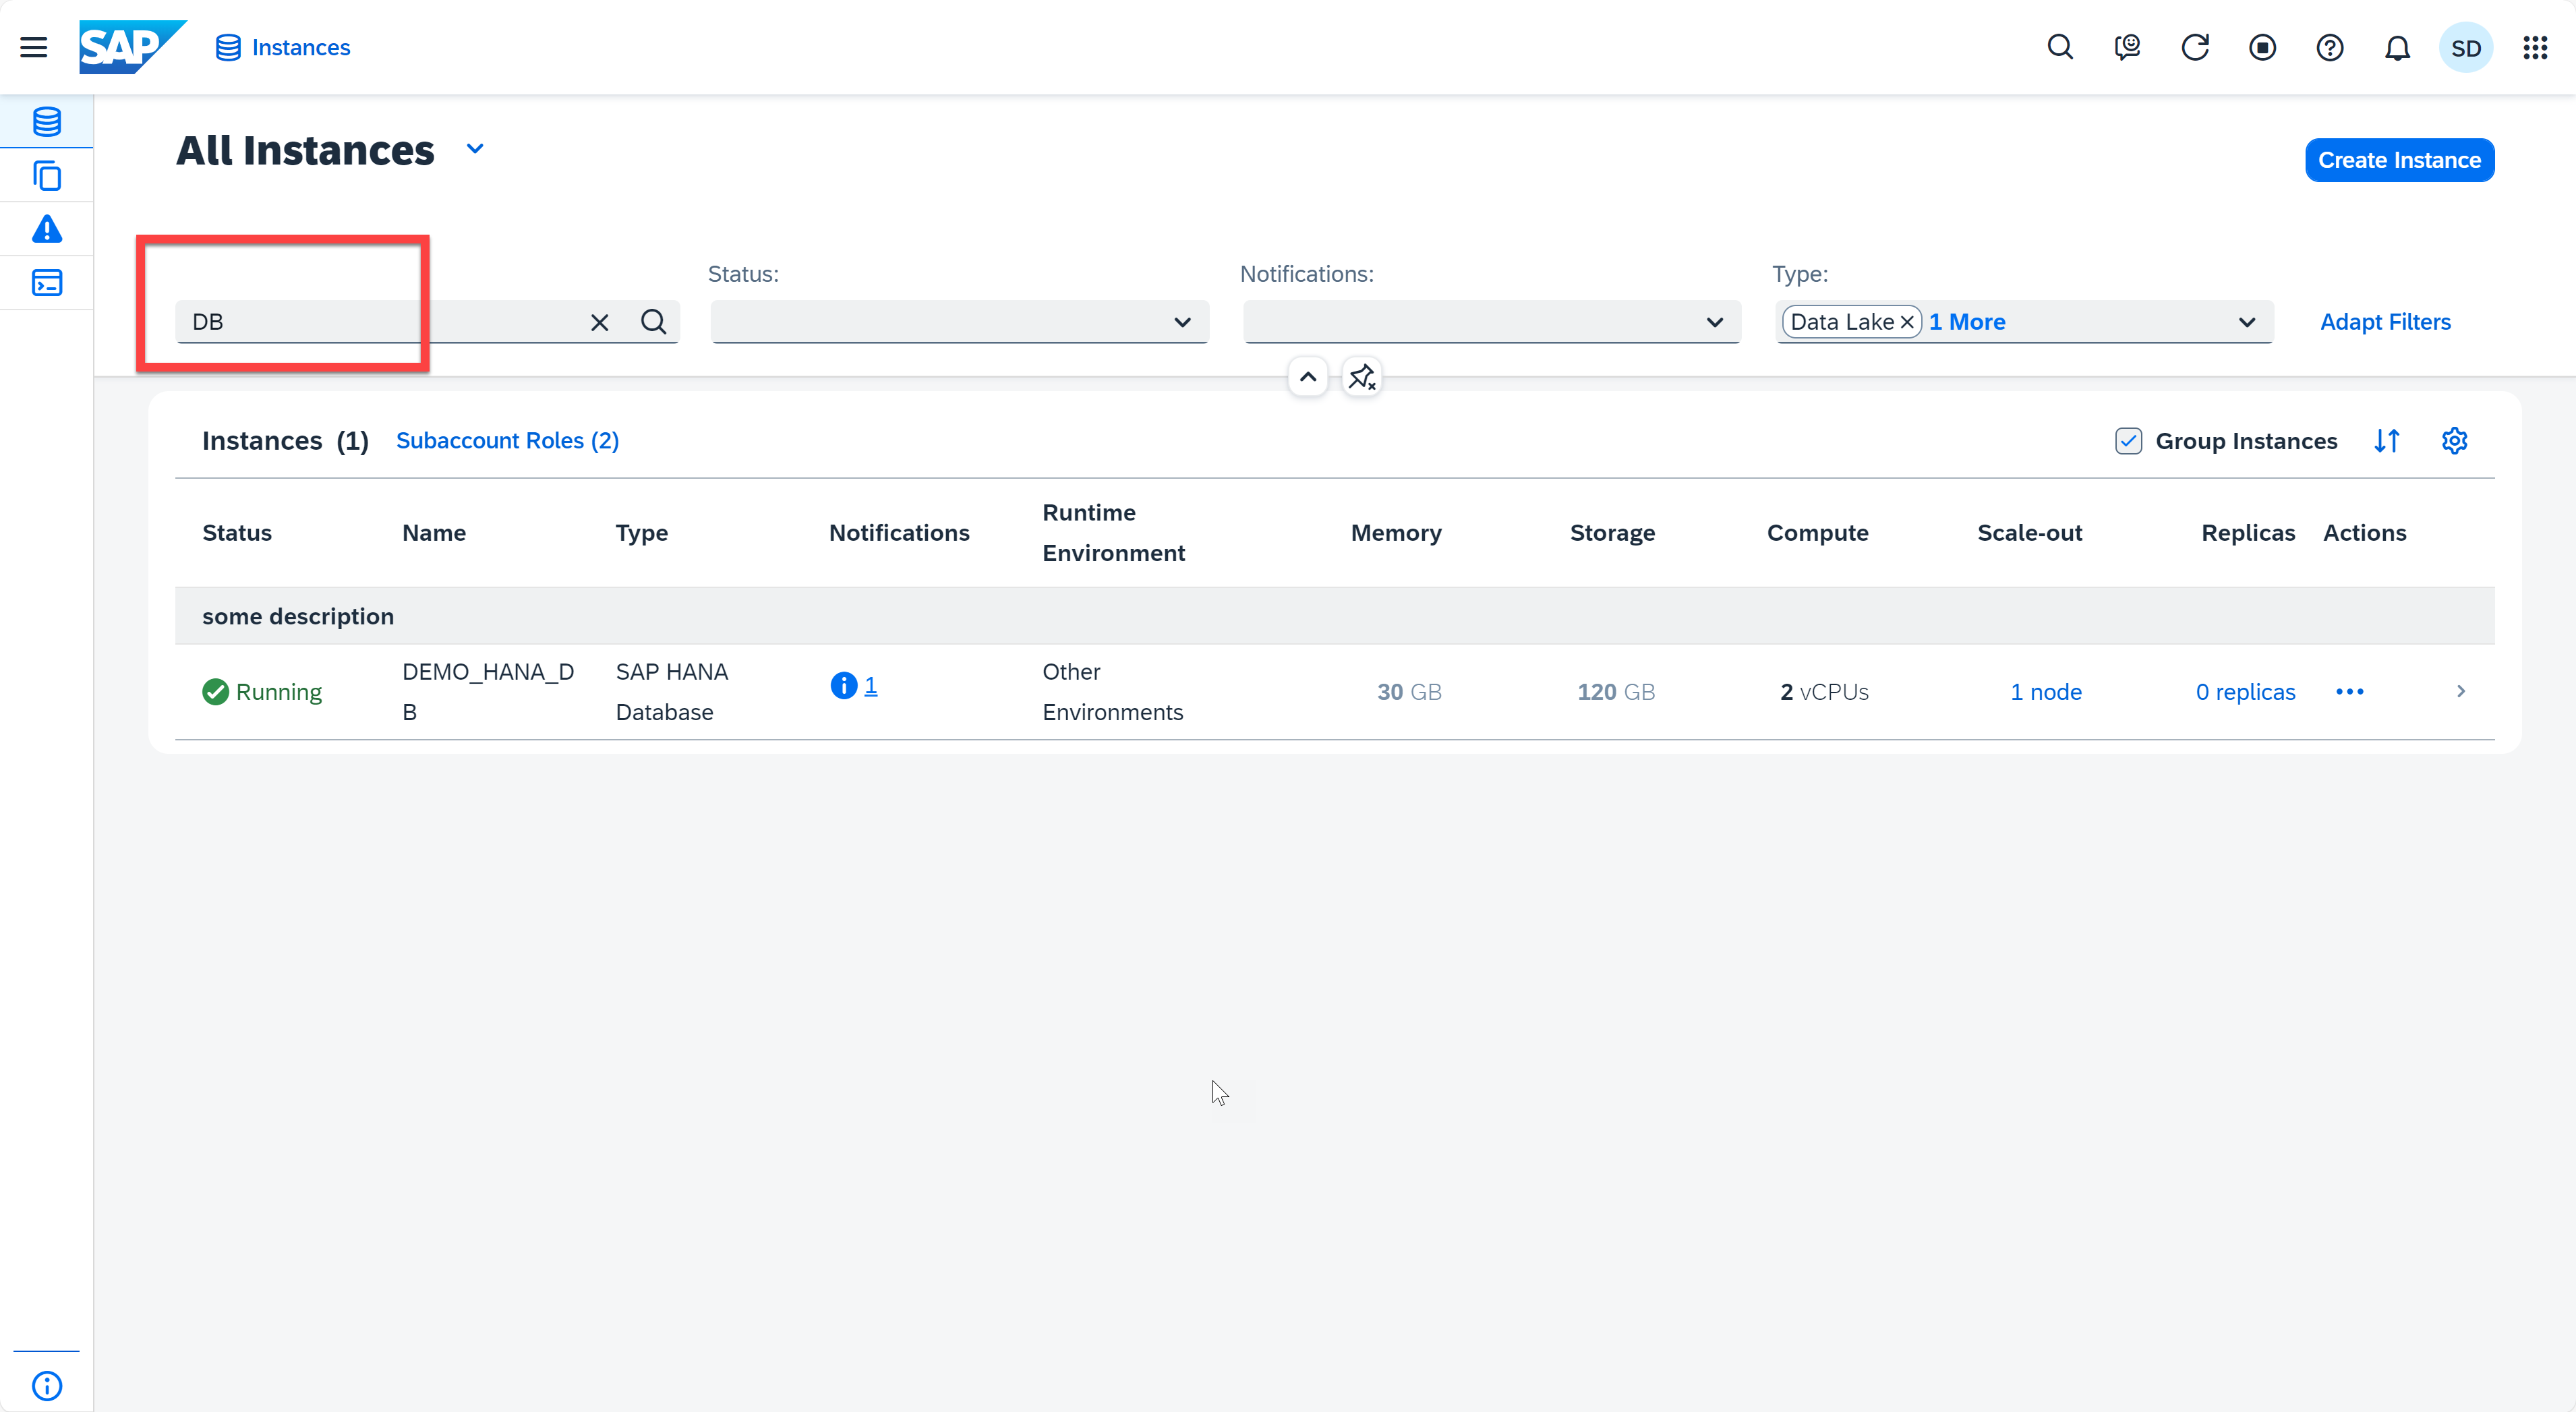 SAP Instances SD
All Instances
Create Instance
Status: Notifications: Type:
DB Data Lake 1 More Adapt Filters
Instances (1) Subaccount Roles (2) Group Instances
Status Name Type Notifications Runtime Environment Memory Storage Compute Scale-out Replicas Actions
some description
Running DEMO_HANA_DB SAP HANA Database 1 Other Environments 30 GB 120 GB 2 vCPUs 1 node 0 replicas